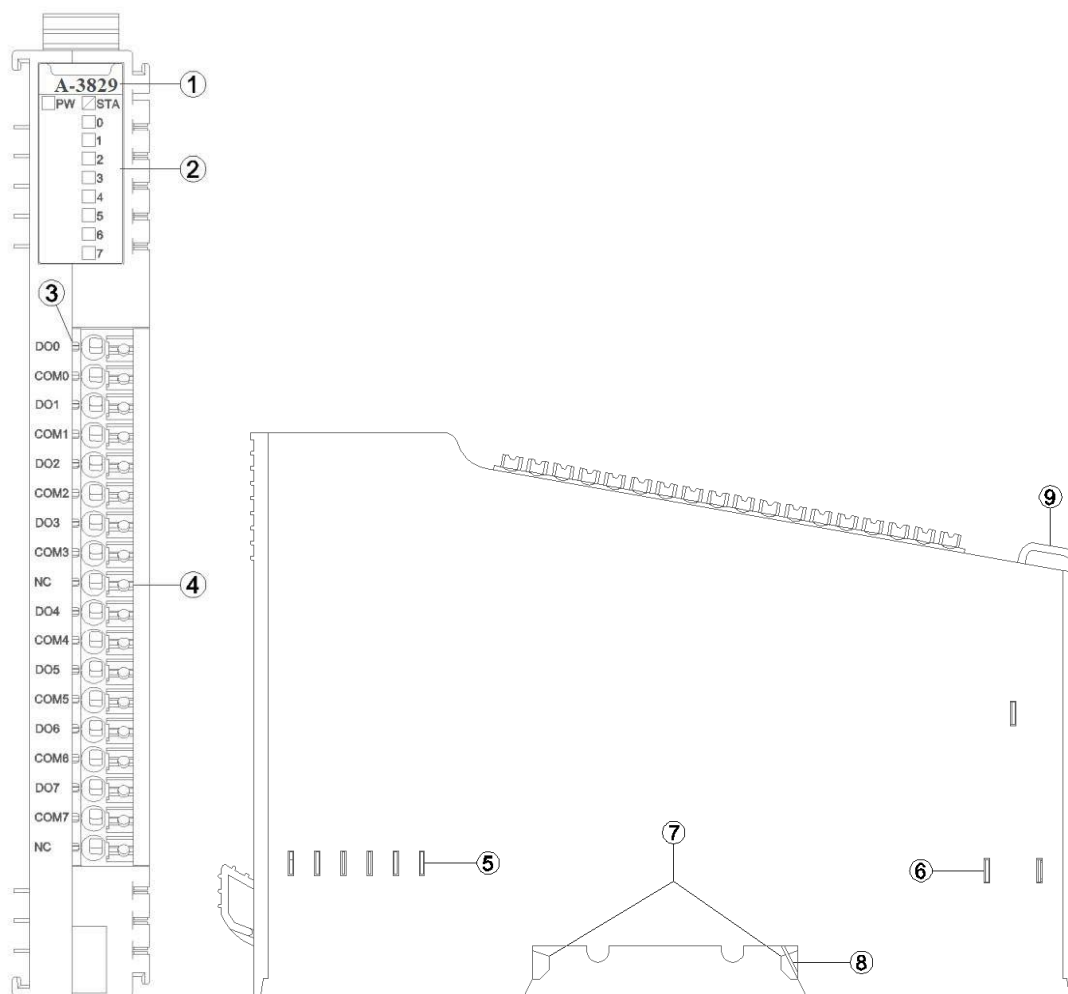 A-3829
①
PW
STA
0
1
2
②
3
4
5
6
7
③
DO0
COM0
DO1
COM1
DO2
COM2
DO3
COM3
NC
④
DO4
COM4
DO5
COM5
DO6
COM6
DO7
COM7
NC
⑨
⑦
⑤
⑥
⑧